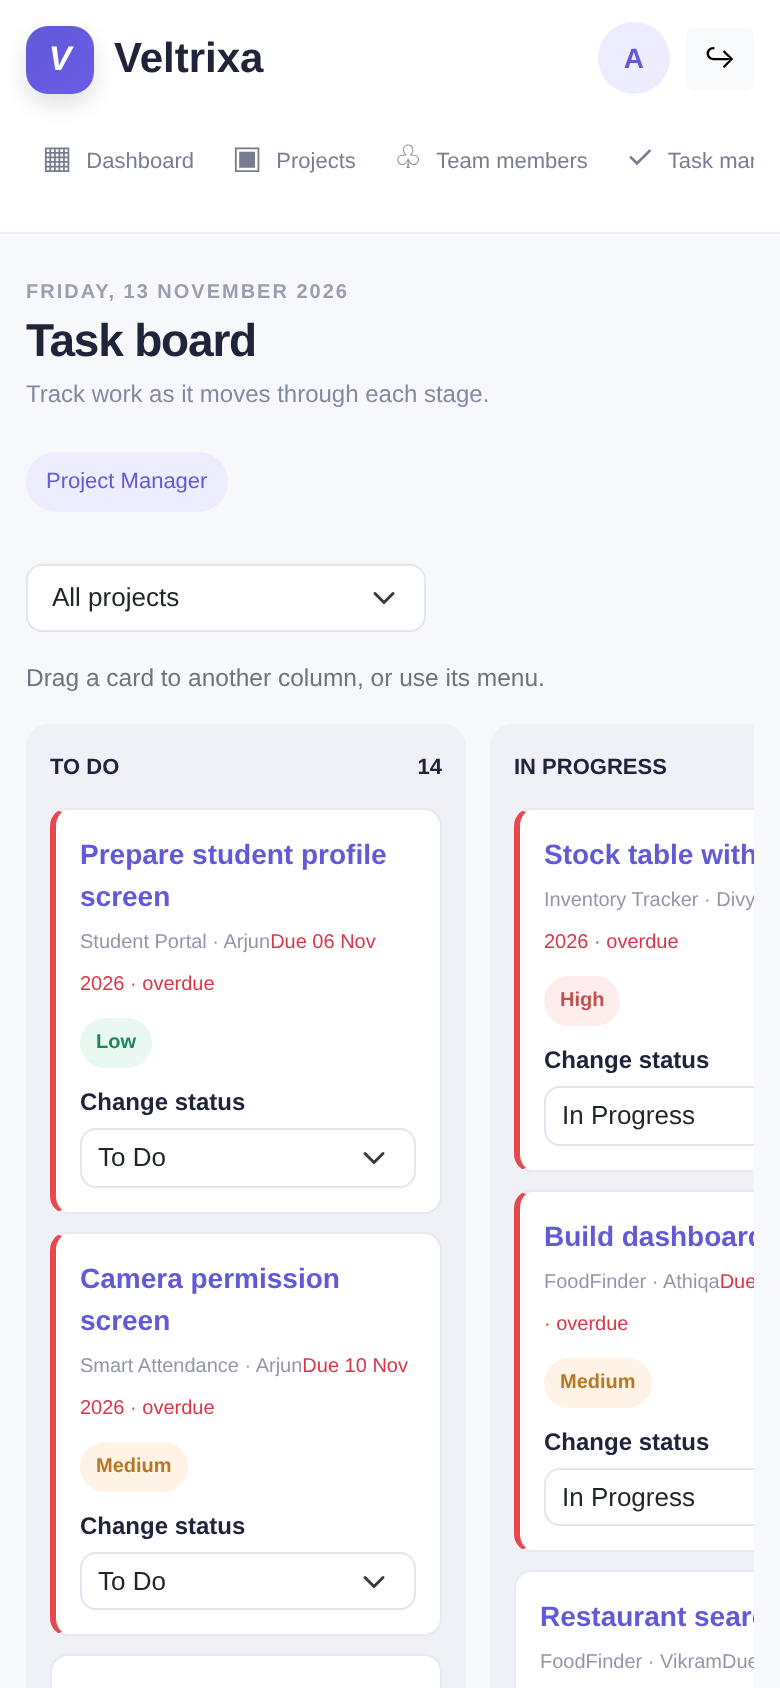 V
Veltrixa
A
Dashboard
Projects
Team members
Task mar
FRIDAY, 13 NOVEMBER 2026
Task board
Track work as it moves through each stage.
Project Manager
All projects
Drag a card to another column, or use its menu.
TO DO
14
Prepare student profile
screen
Student Portal · ArjunDue 06 Nov
2026 · overdue
Low
Change status
To Do
Camera permission
screen
Smart Attendance · ArjunDue 10 Nov
2026 · overdue
Medium
Change status
To Do
IN PROGRESS
Stock table with
Inventory Tracker · Divy
2026 · overdue
High
Change status
In Progress
Build dashboard
FoodFinder · AthiqaDue
· overdue
Medium
Change status
In Progress
Restaurant sear
FoodFinder · VikramDue